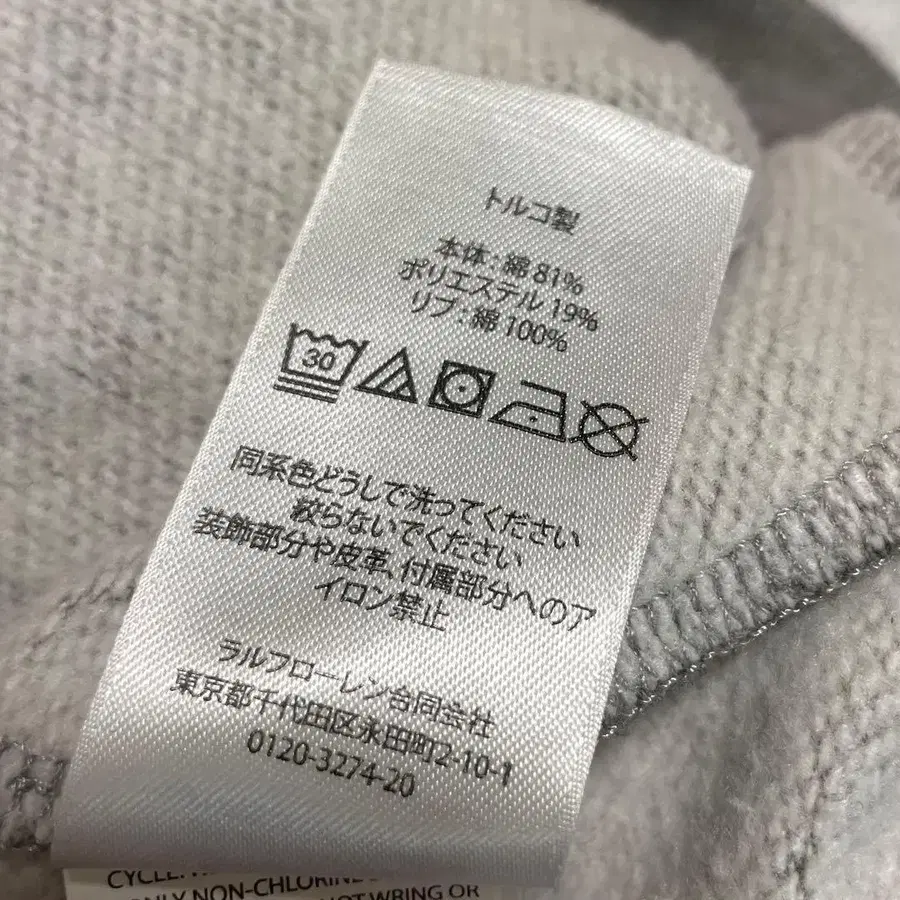 トルコ製
本体 : 綿 81%
ポリエステル 19%
リブ : 綿 100%
30
同系色どうしで洗ってください
絞らないでください
装飾部分や皮革、付属部分へのア
イロン禁止
ラルフローレン合同会社
東京都千代田区永田町2-10-1
0120-3274-20
CYCLE.
ONLY NON-CHLORINE
NOT WRING OR